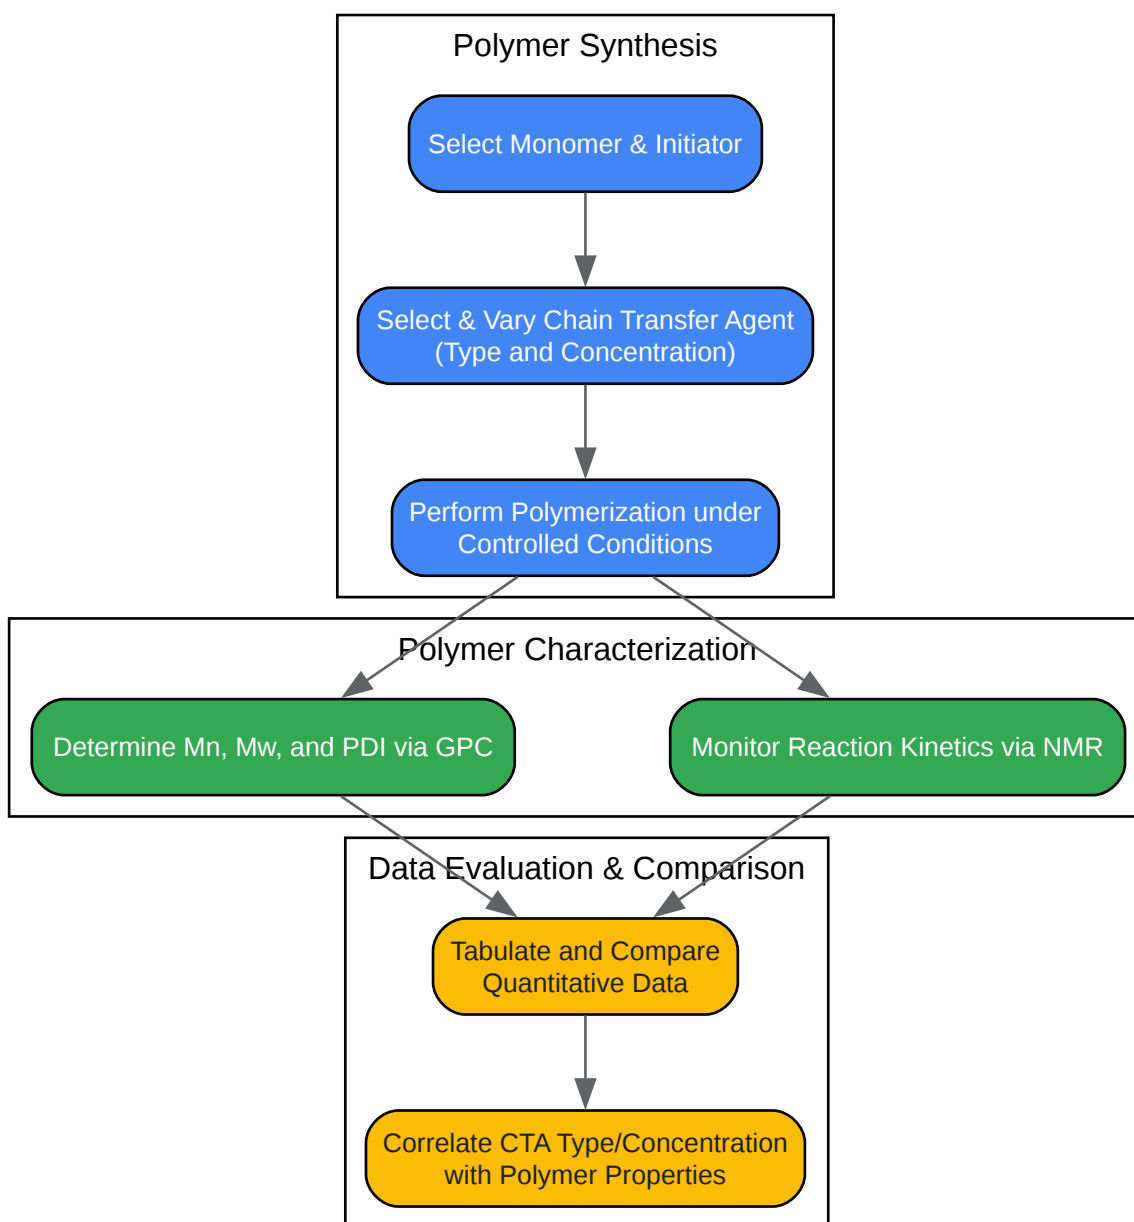 Polymer Synthesis
Select Monomer & Initiator
Select & Vary Chain Transfer Agent
(Type and Concentration)
Perform Polymerization under
Controlled Conditions
Polymer Characterization
Determine Mn, Mw, and PDI via GPC
Monitor Reaction Kinetics via NMR
Data Evaluation & Comparison
Tabulate and Compare
Quantitative Data
Correlate CTA Type/Concentration
with Polymer Properties